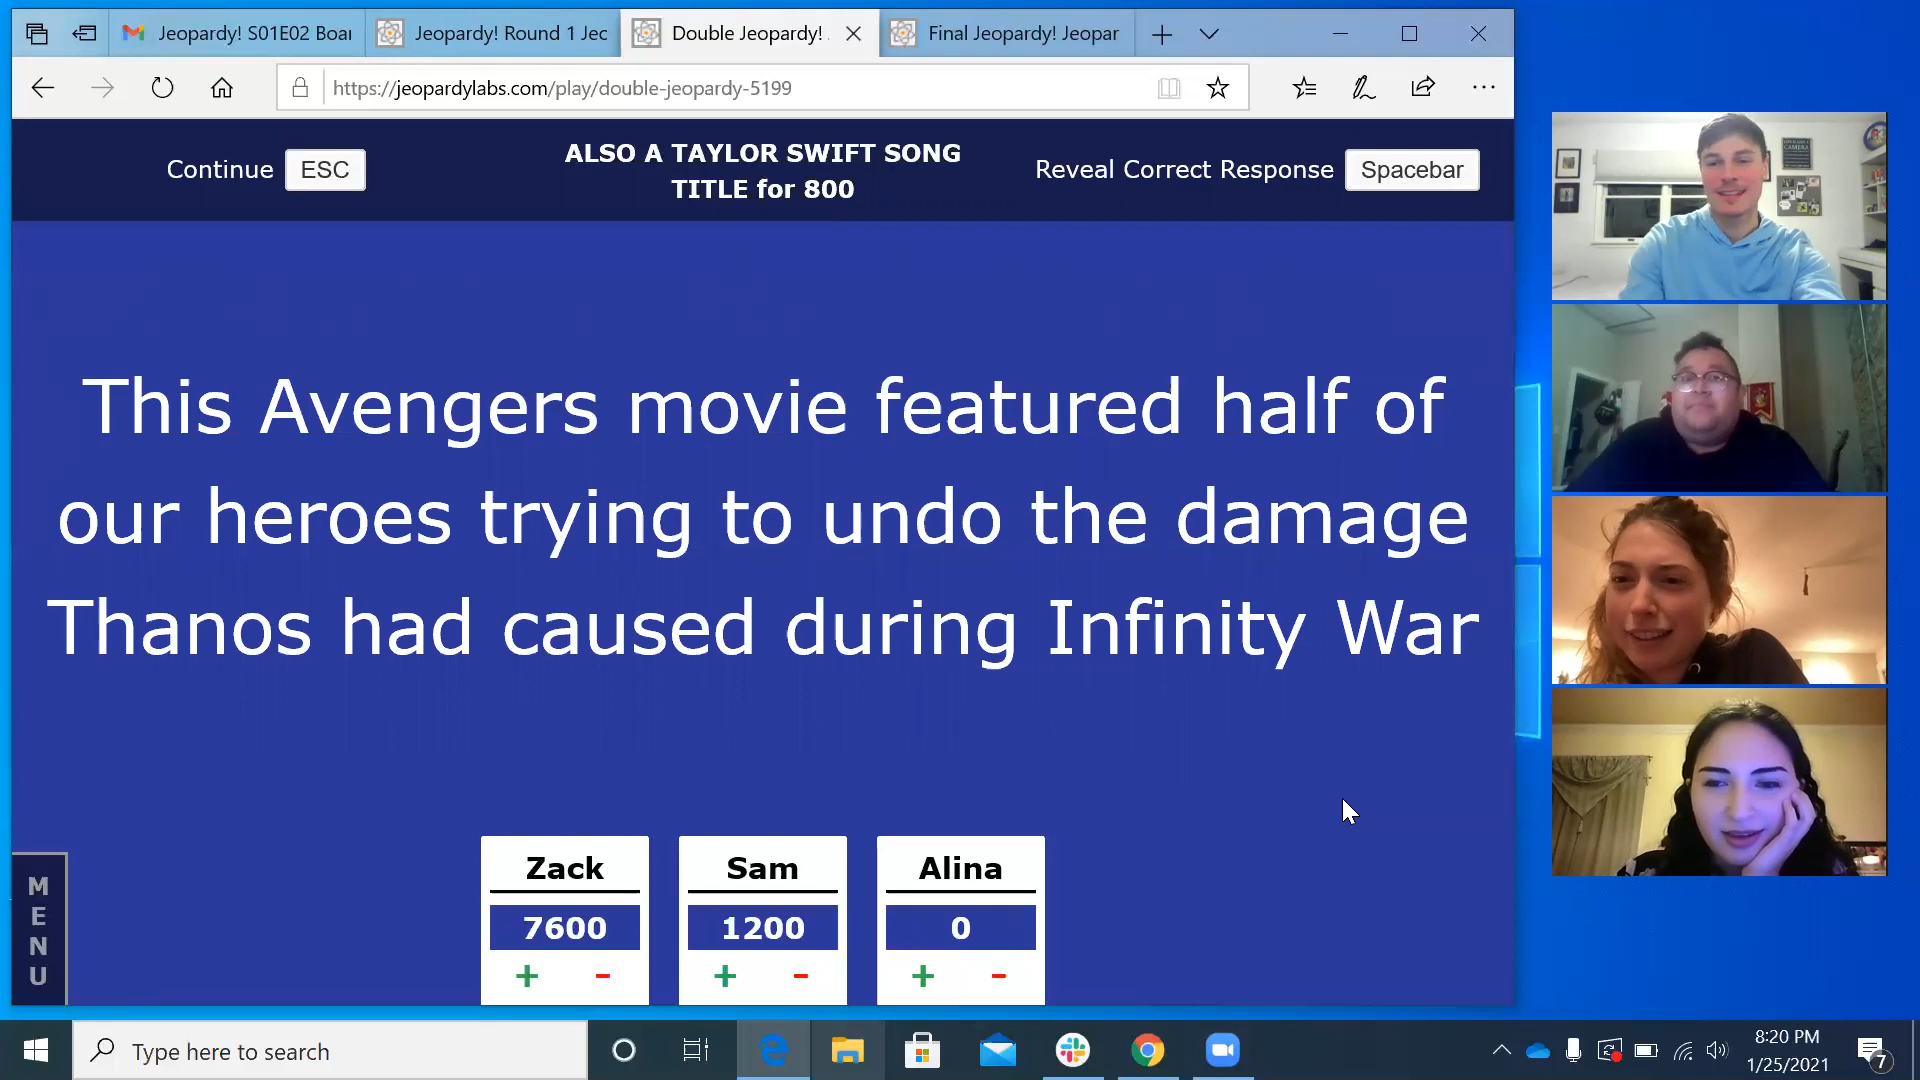 Jeopardy! S01E02 Boar
Jeopardy! Round 1 Jec
Double Jeopardy!
Final Jeopardy! Jeopar
https://jeopardylabs.com/play/double-jeopardy-5199
Continue ESC
ALSO A TAYLOR SWIFT SONG
TITLE for 800
Reveal Correct Response Spacebar
This Avengers movie featured half of
our heroes trying to undo the damage
Thanos had caused during Infinity War
MENU
Zack Sam Alina
7600 1200 0
+ - + - + -
Type here to search
8:20 PM
1/25/2021
7